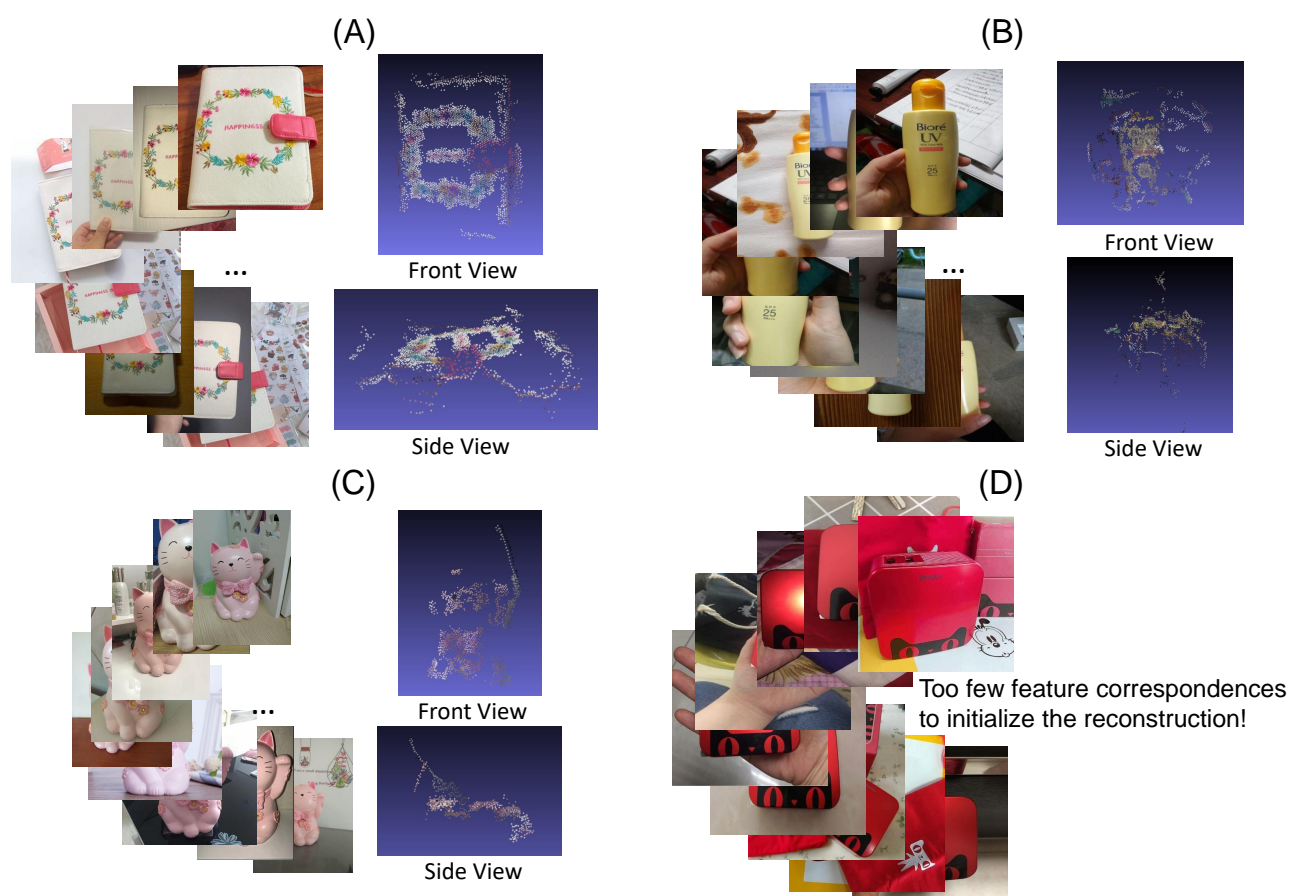 (A)
HAPPINESS
...
Front View
Side View
(B)
Bioré
UV
25
25
...
Front View
Side View
(C)
...
Front View
Side View
(D)
Too few feature correspondences
to initialize the reconstruction!